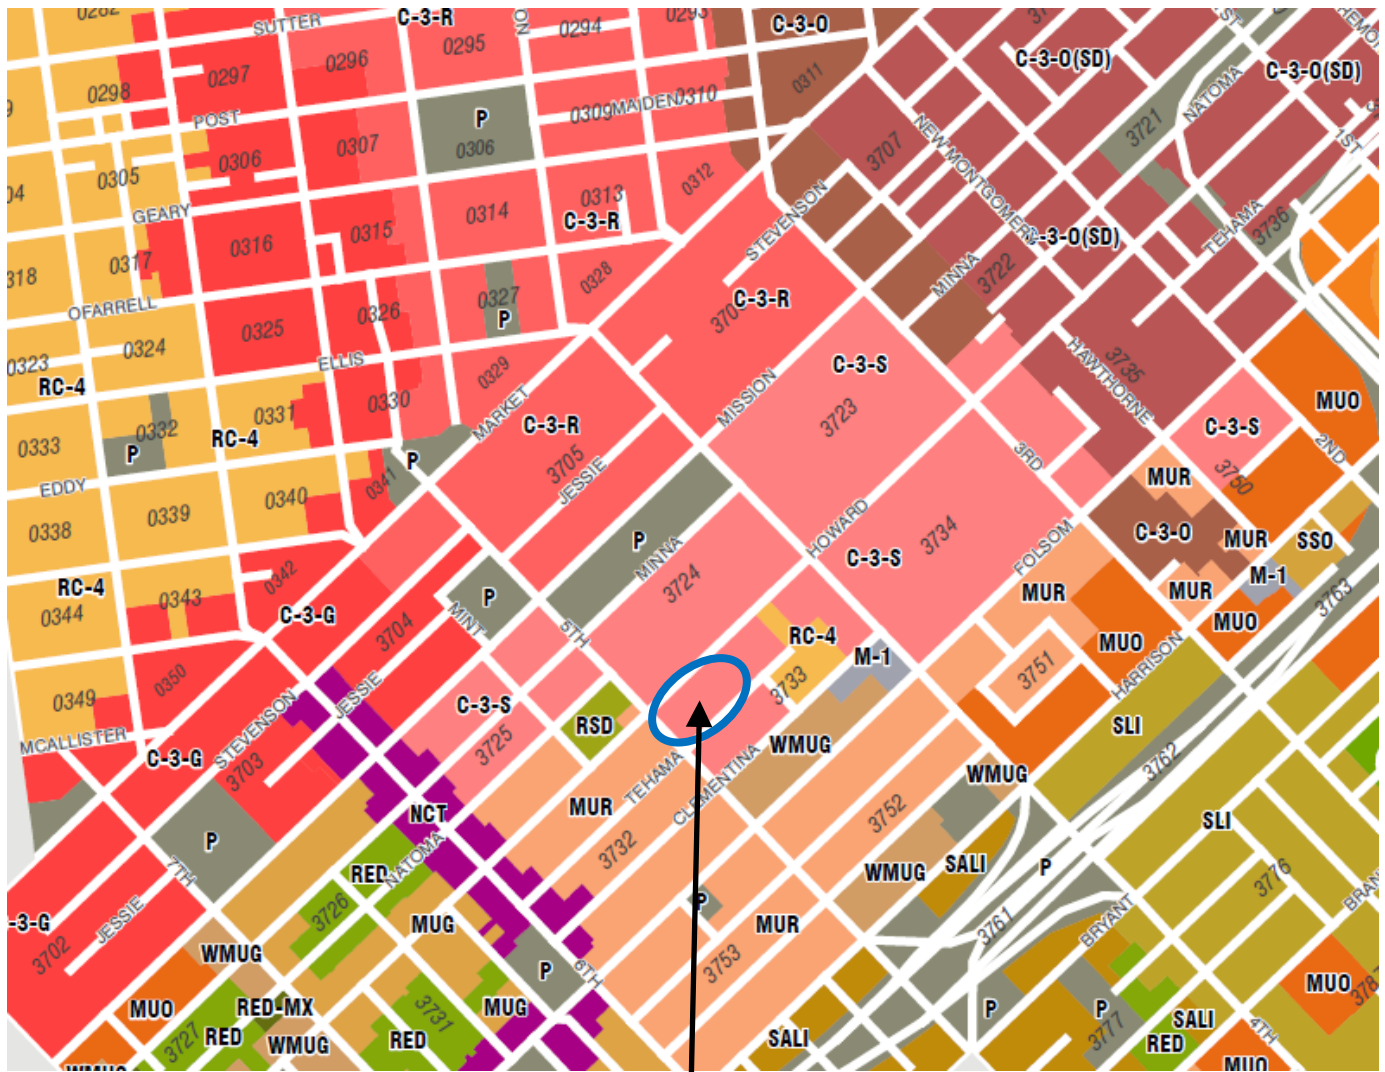 0282
SUTTER
C-3-R
0295
0294
0293
C-3-O
C-3-O(SD)
C-3-O(SD)
0298
0297
0296
0309
MAIDEN
0310
0311
3721
NATOMA
1ST
POST
P
0306
0307
0306
3707
NEW MONTGOMERY
0305
04
GEARY
0316
0315
0314
0313
C-3-R
0312
STEVENSON
C-3-O(SD)
TEHAMA
3736
318
0317
0328
C-3-R
MINNA
3722
OFARRELL
0325
0326
0327
P
0323
0324
ELLIS
0329
C-3-S
HAWTHORNE
3735
RC-4
0331
0330
MARKET
MISSION
3723
MUO
0333
0332
P
RC-4
P
C-3-R
3705
JESSIE
3RD
C-3-S
2ND
EDDY
0341
MUR
3750
0338
0339
0340
P
HOWARD
3734
C-3-O
MUR
SSO
RC-4
0344
0343
0342
C-3-G
3704
P
MINT
MINNA
3724
C-3-S
FOLSOM
MUR
MUR
M-1
3763
5TH
RC-4
MUO
MUO
0349
0350
JESSIE
M-1
3751
HARRISON
MCALLISTER
STEVENSON
C-3-S
3725
RSD
3733
SLI
C-3-G
3703
WMUG
3762
TEHAMA
WMUG
NCT
MUR
CLEMENTINA
3752
SLI
P
7TH
NATOMA
3732
WMUG
SALI
P
3776
RED
-3-G
JESSIE
3726
MUG
P
MUR
3761
BRYANT
3702
WMUG
P
6TH
3753
MUO
RED-MX
MUG
P
P
MUO
3727
RED
WMUG
3731
RED
SALI
3777
SALI
RED
4TH
MUO